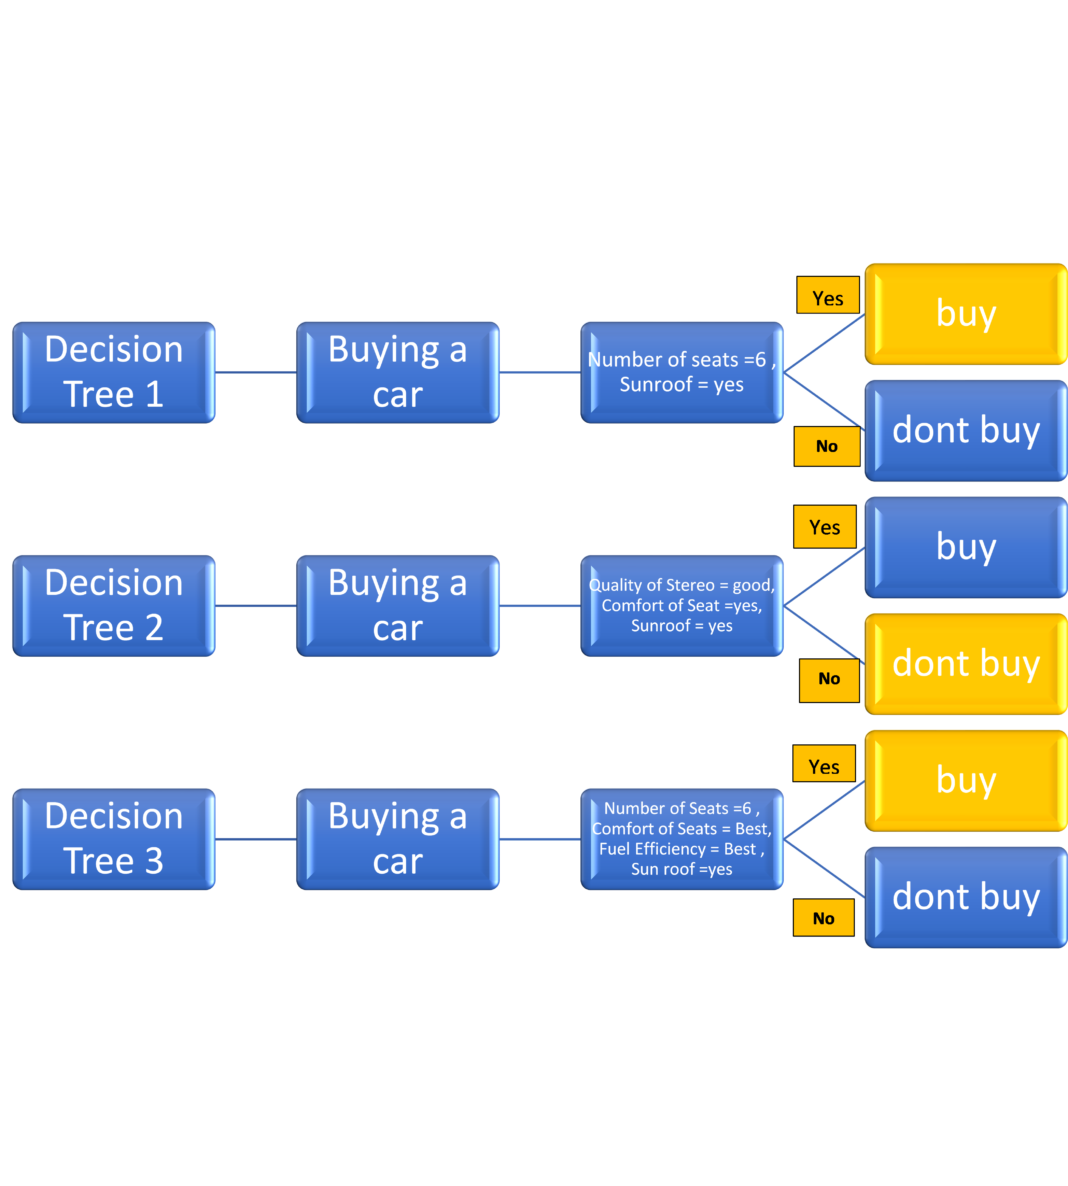 Decision
Tree 1
Buying a
car
Number of seats =6 ,
Sunroof = yes
Yes
buy
No
dont buy
Decision
Tree 2
Buying a
car
Quality of Stereo = good,
Comfort of Seat =yes,
Sunroof = yes
Yes
buy
No
dont buy
Decision
Tree 3
Buying a
car
Number of Seats =6 ,
Comfort of Seats = Best,
Fuel Efficiency = Best ,
Sun roof =yes
Yes
buy
No
dont buy